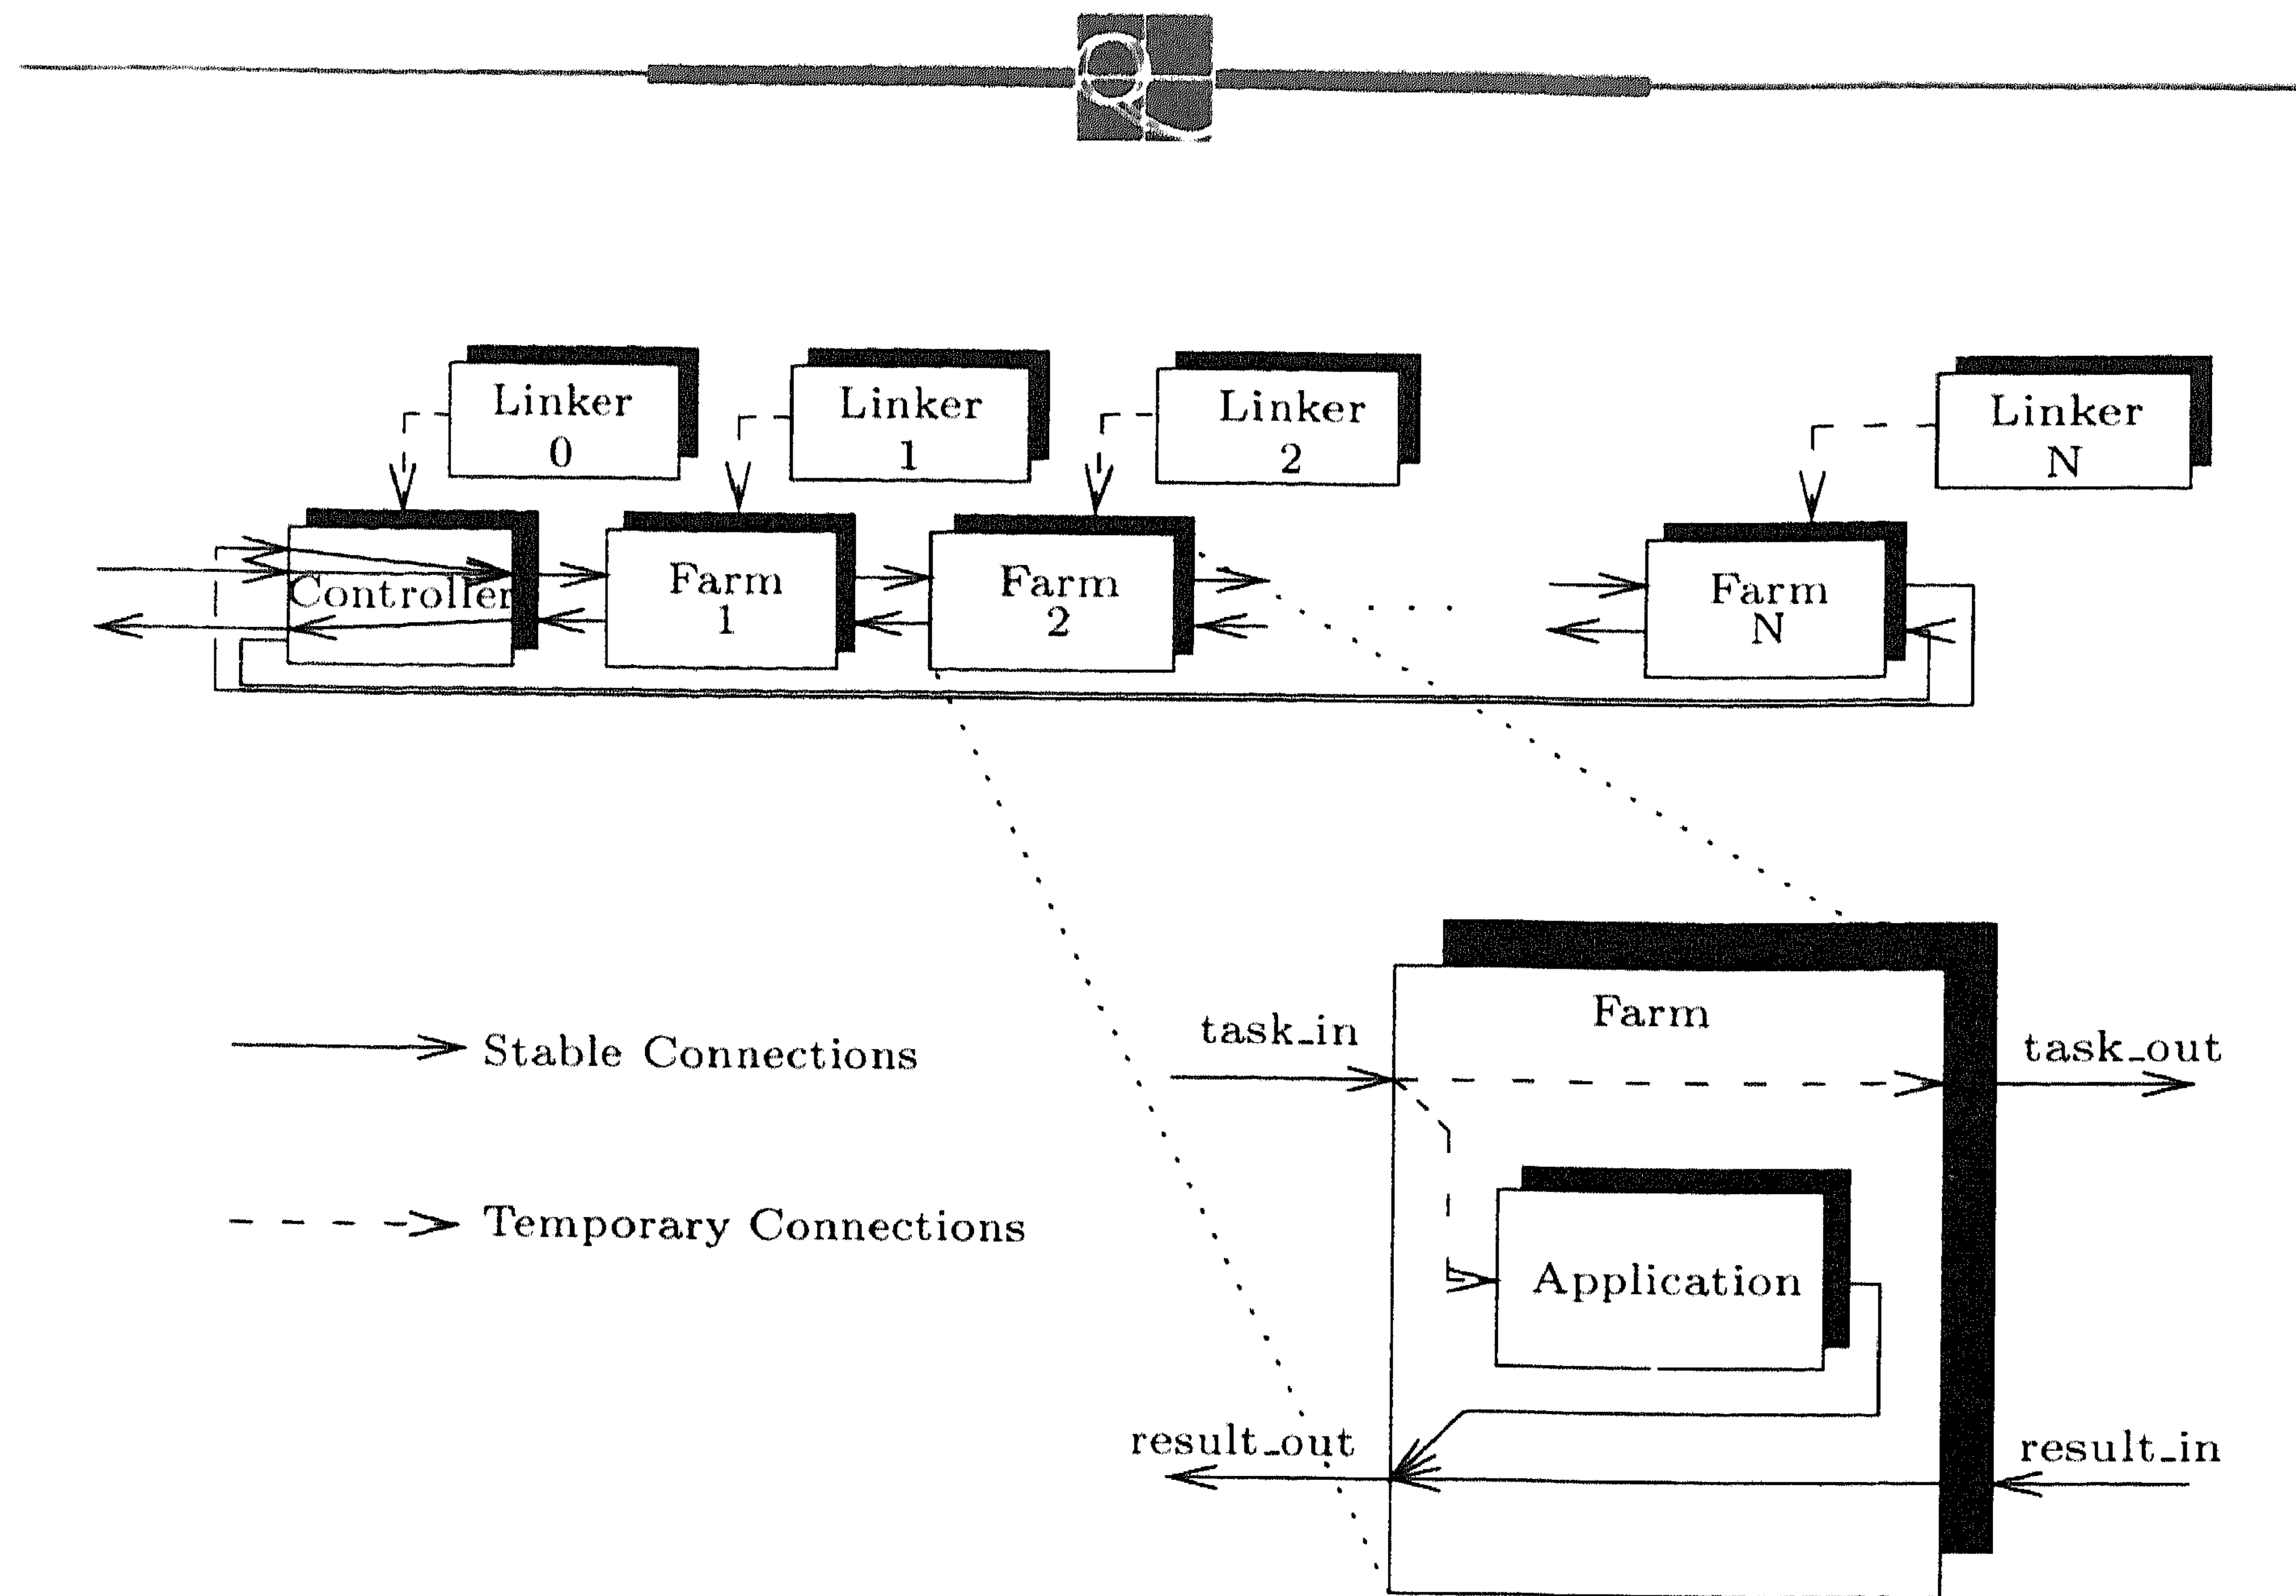 Linker
0
Linker
1
Linker
2
Linker
N
Controller
Farm
1
Farm
2
. . . .
Farm
N
Stable Connections
Temporary Connections
Farm
task_in
task_out
Application
result_out
result_in